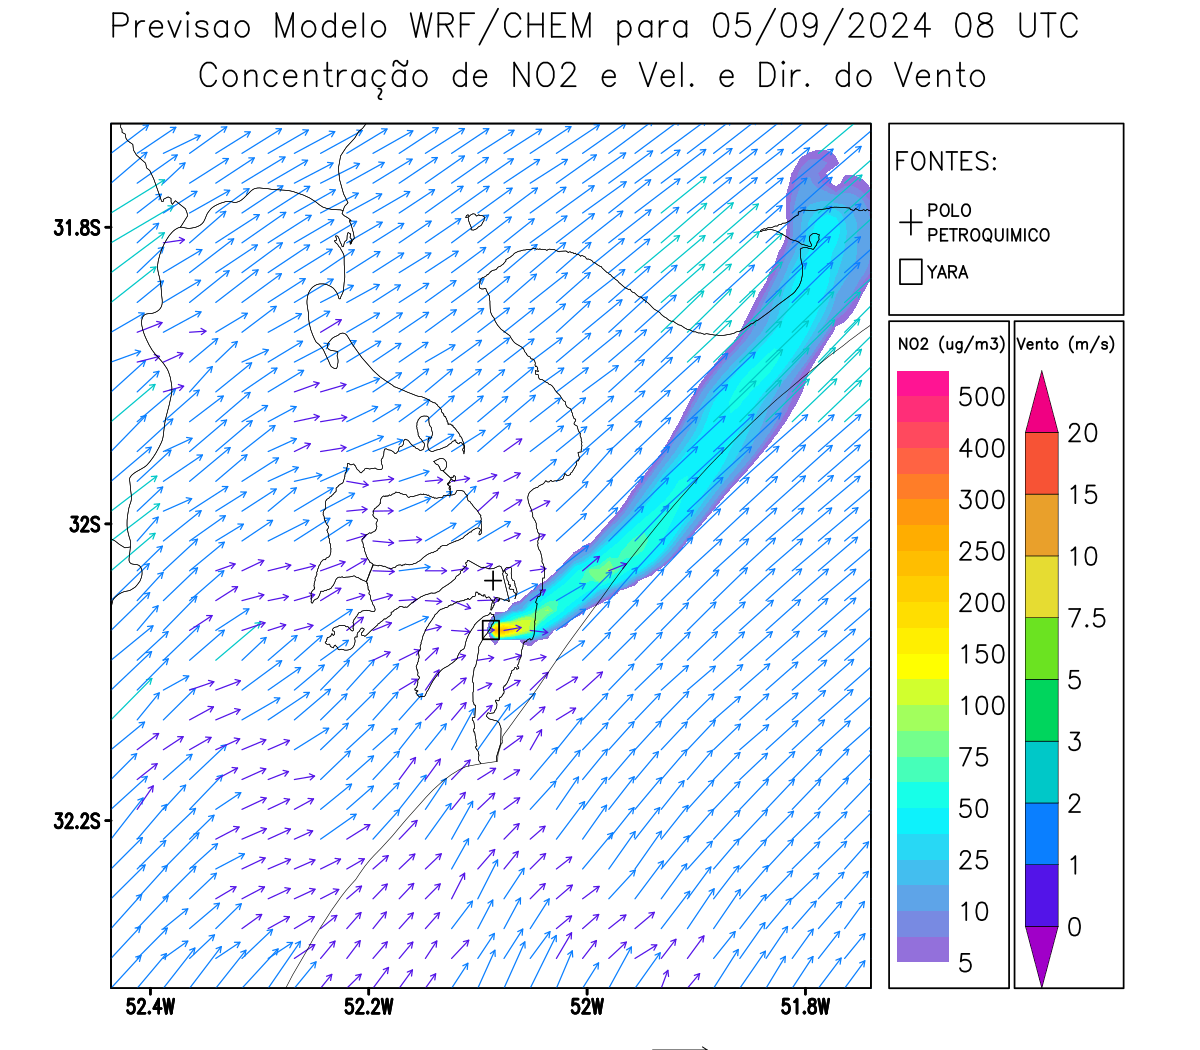 Previsao Modelo WRF/CHEM para 05/09/2024 08 UTC
Concentração de NO2 e Vel. e Dir. do Vento
FONTES:
POLO
PETROQUIMICO
YARA
NO2 (ug/m3)
500
400
300
250
200
150
100
75
50
25
10
5
Vento (m/s)
20
15
10
7.5
5
3
2
1
0
31.8S
32S
32.2S
52.4W
52.2W
52W
51.8W